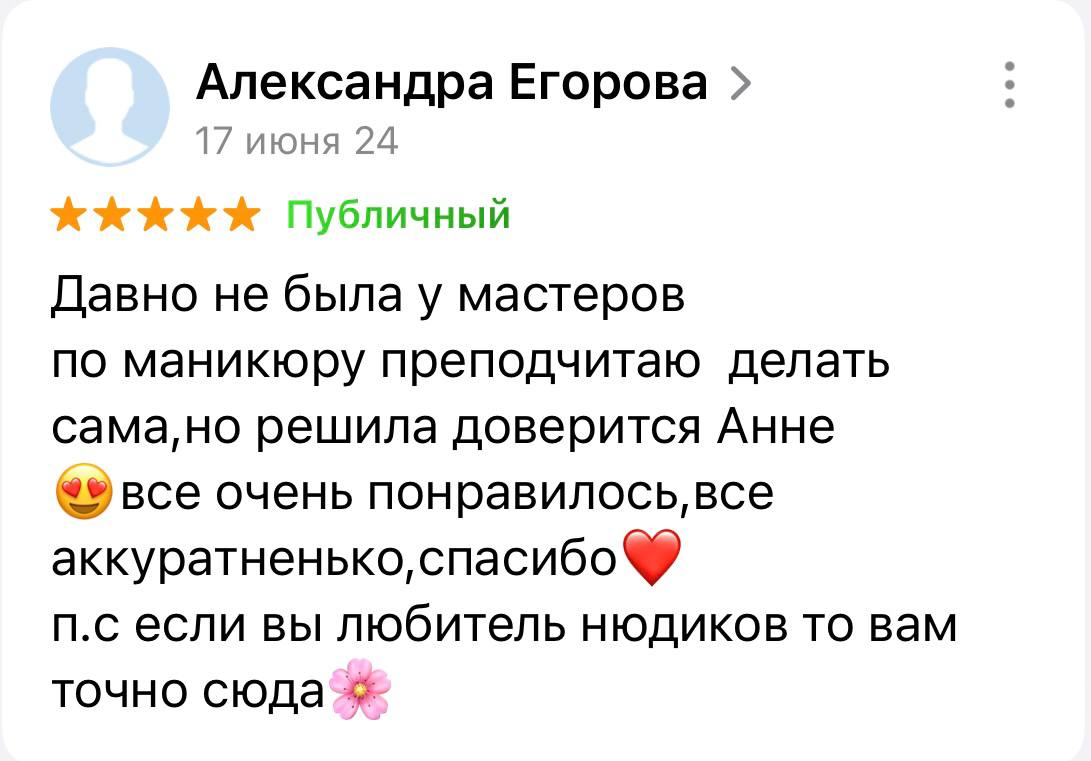 Александра Егорова
17 июня 24
Публичный
Давно не была у мастеров
по маникюру преподчитаю  делать
сама,но решила доверится Анне
😍все очень понравилось,все
аккуратненько,спасибо❤️
п.с если вы любитель нюдиков то вам
точно сюда🌸